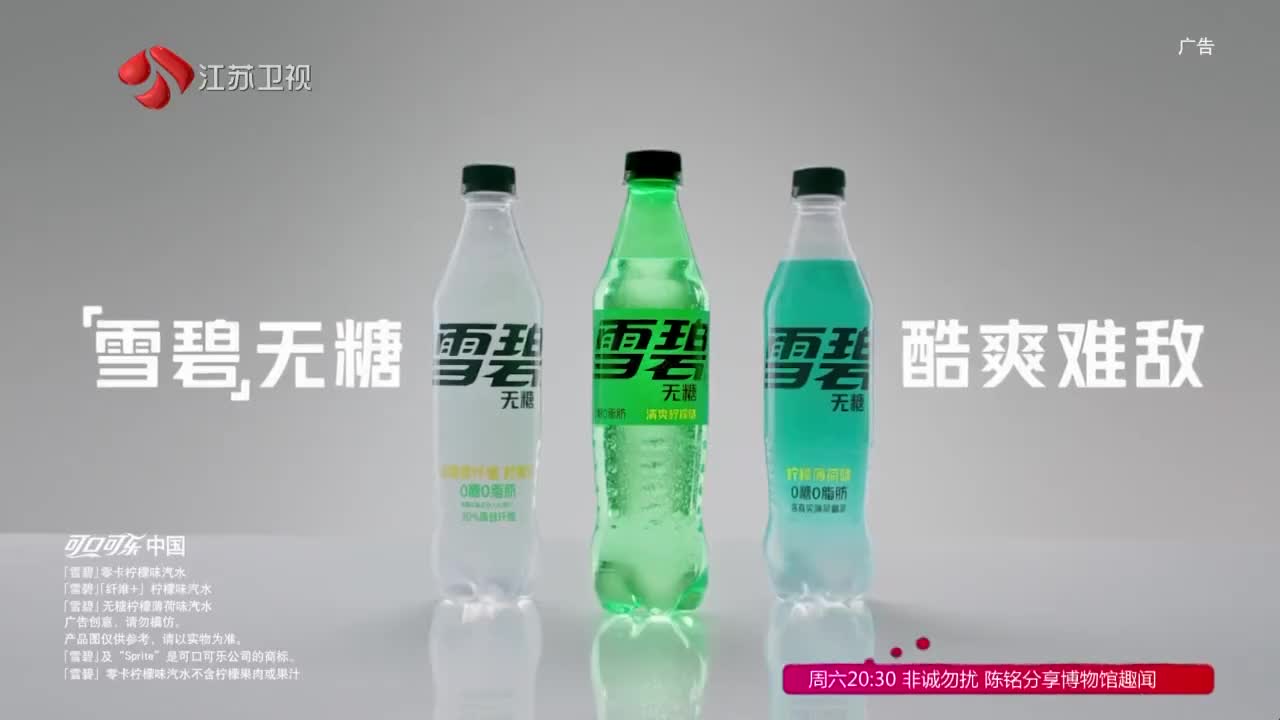 江苏卫视
广告
「雪碧」无糖
酷爽难敌
雪碧
无糖
0糖0脂肪
雪碧
无糖
0脂肪
清爽柠檬味
雪碧
无糖
柠檬薄荷味
0糖0脂肪
可口可乐中国
「雪碧」零卡柠檬味汽水
「雪碧」「纤维+」柠檬味汽水
「雪碧」无糖柠檬薄荷味汽水
广告创意，请勿模仿。
产品图仅供参考，请以实物为准。
「雪碧」及“Sprite”是可口可乐公司的商标。
「雪碧」零卡柠檬味汽水不含柠檬果肉或果汁
周六20:30 非诚勿扰 陈铭分享博物馆趣闻